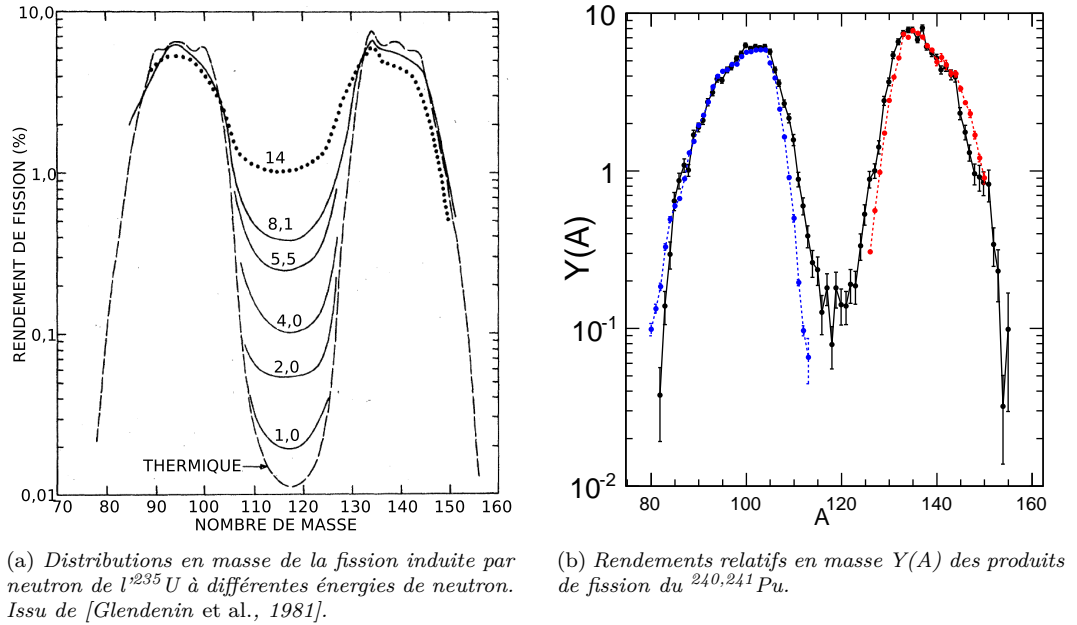 10,0
1,0
0,1
0,01
RENDEMENT DE FISSION (%)
14
8,1
5,5
4,0
2,0
1,0
THERMIQUE
70 80 90 100 110 120 130 140 150 160
NOMBRE DE MASSE
10
1
10-1
10-2
Y(A)
80 100 120 140 160
A
(a) Distributions en masse de la fission induite par
neutron de l'235U à différentes énergies de neutron.
Issu de [Glendenin et al., 1981].
(b) Rendements relatifs en masse Y(A) des produits
de fission du 240,241Pu.